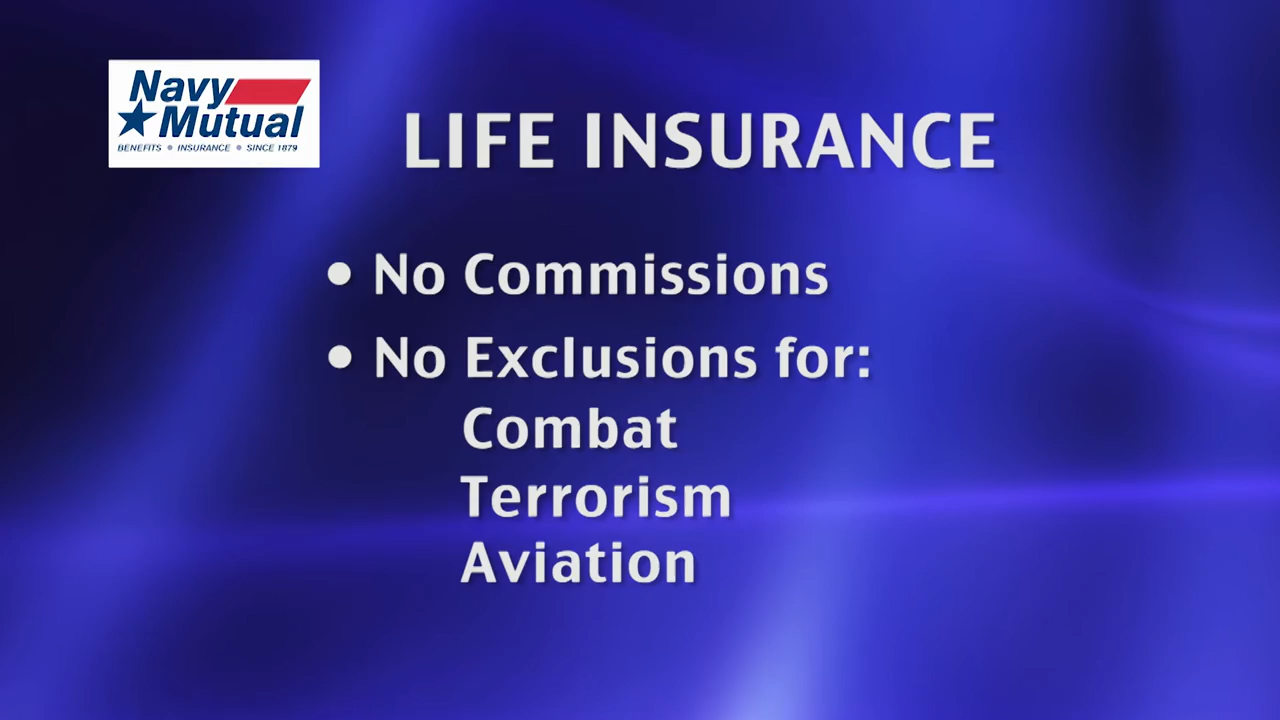 Navy
Mutual
BENEFITS • INSURANCE • SINCE 1879
LIFE INSURANCE
• No Commissions
• No Exclusions for:
Combat
Terrorism
Aviation